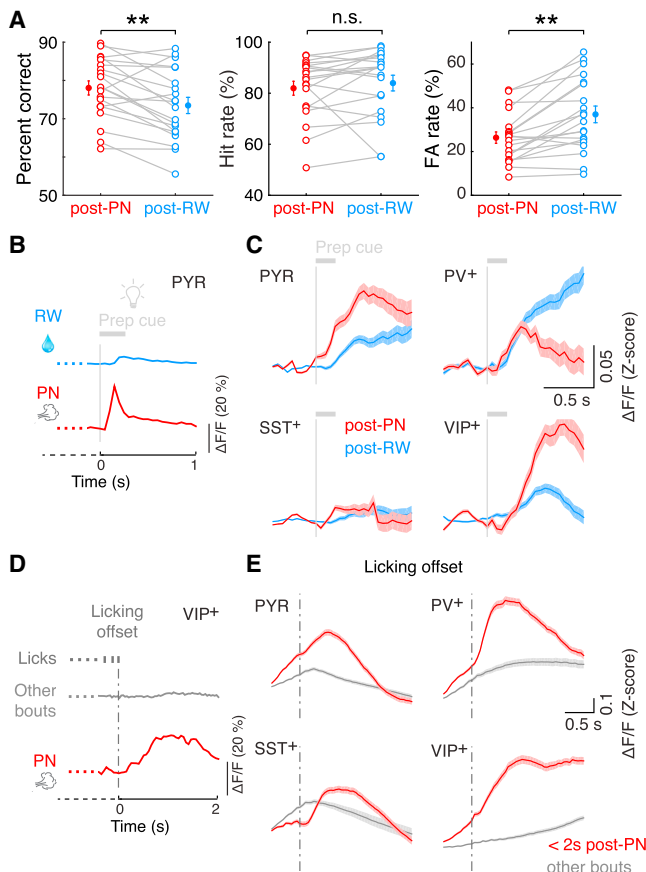 A
**
n.s.
**
90
50
Percent correct
post-PN
post-RW
100
80
60
40
Hit rate (%)
post-PN
post-RW
60
40
20
0
FA rate (%)
post-PN
post-RW
B
PYR
RW
Prep cue
PN
ΔF/F (20 %)
0
1
Time (s)
C
Prep cue
PYR
PV+
0.05
0.5 s
ΔF/F (Z-score)
SST+
post-PN
post-RW
VIP+
D
Licking
offset
VIP+
Licks
Other
bouts
PN
ΔF/F (20 %)
0
2
Time (s)
E
Licking offset
PYR
PV+
0.1
0.5 s
ΔF/F (Z-score)
SST+
VIP+
< 2s post-PN
other bouts